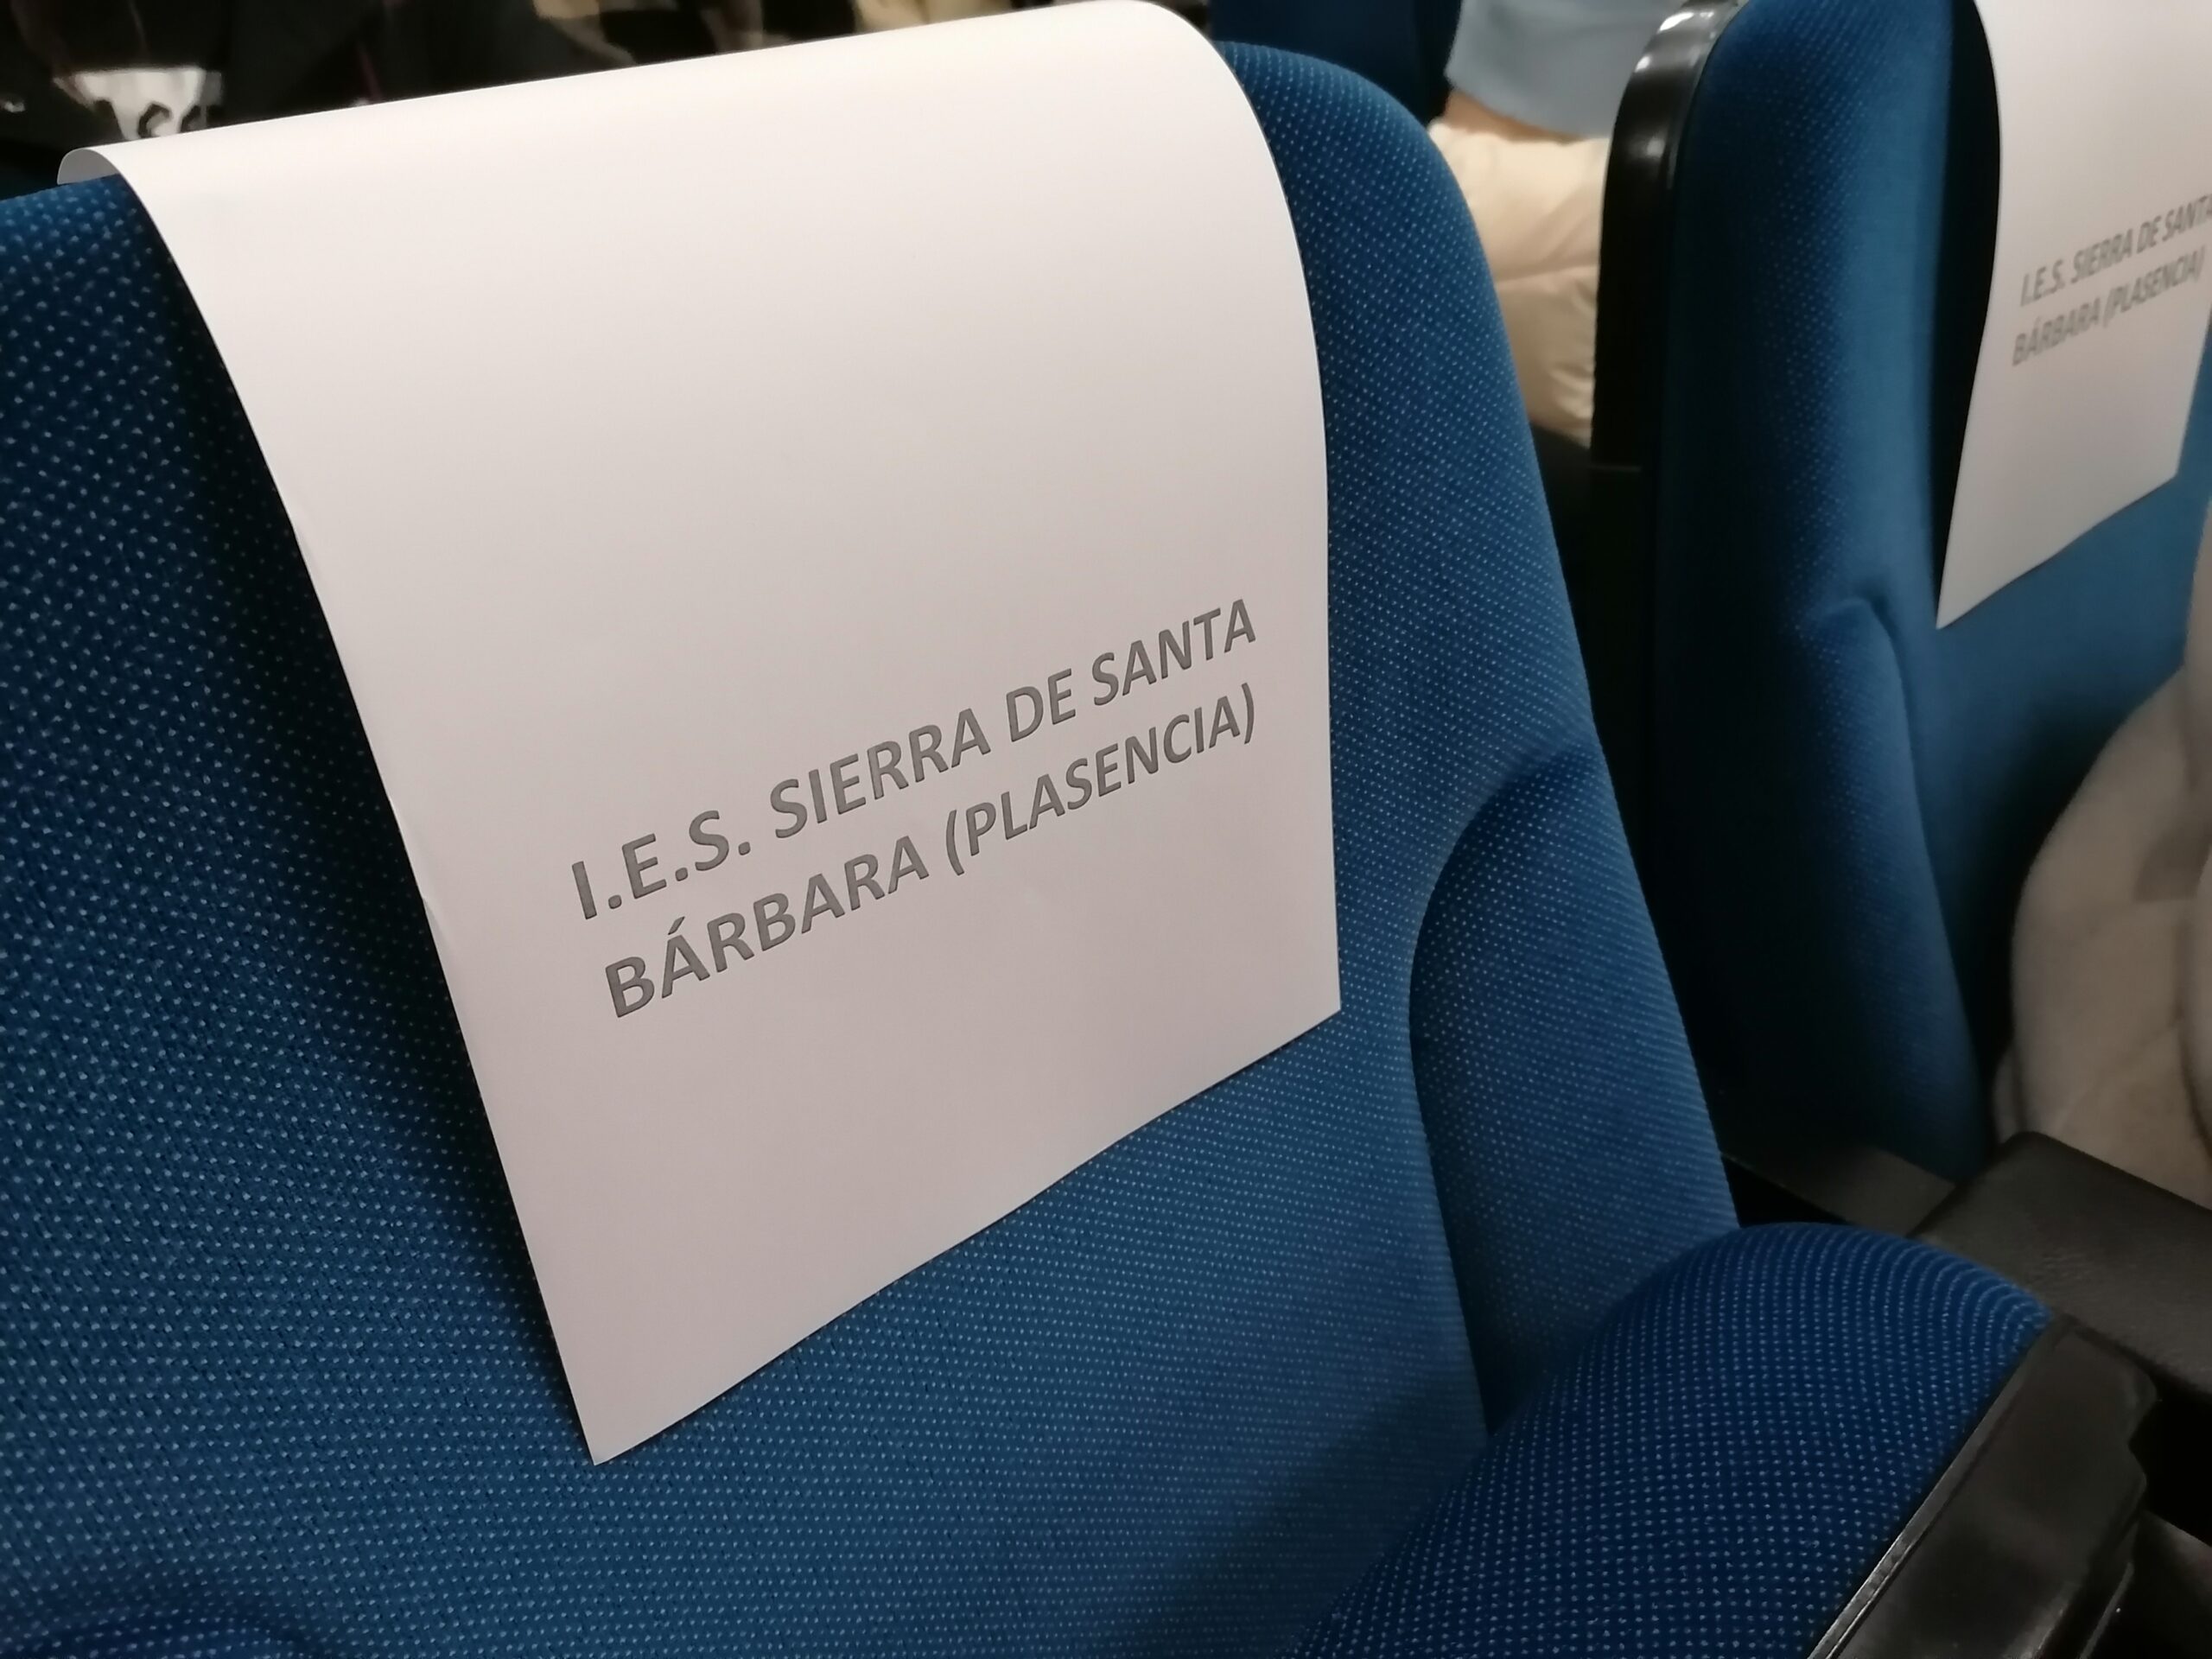 I.E.S. SIERRA DE SANTA
BÁRBARA (PLASENCIA)
I.E.S. SIERRA DE SANTA
BÁRBARA (PLASENCIA)